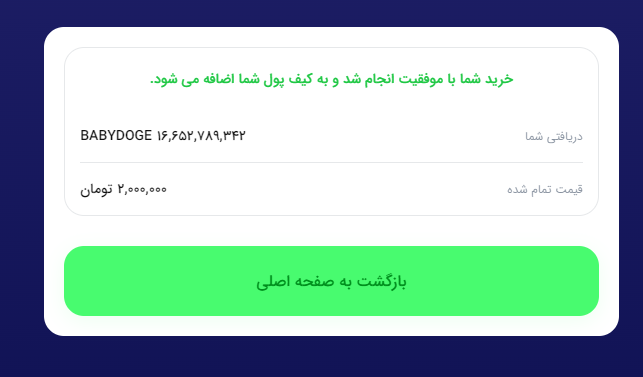 خرید شما با موفقیت انجام شد و به کیف پول شما اضافه می شود.
دریافتی شما
۱۶,۶۵۲,۷۸۹,۳۴۲ BABYDOGE
قیمت تمام شده
۲,۰۰۰,۰۰۰ تومان
بازگشت به صفحه اصلی